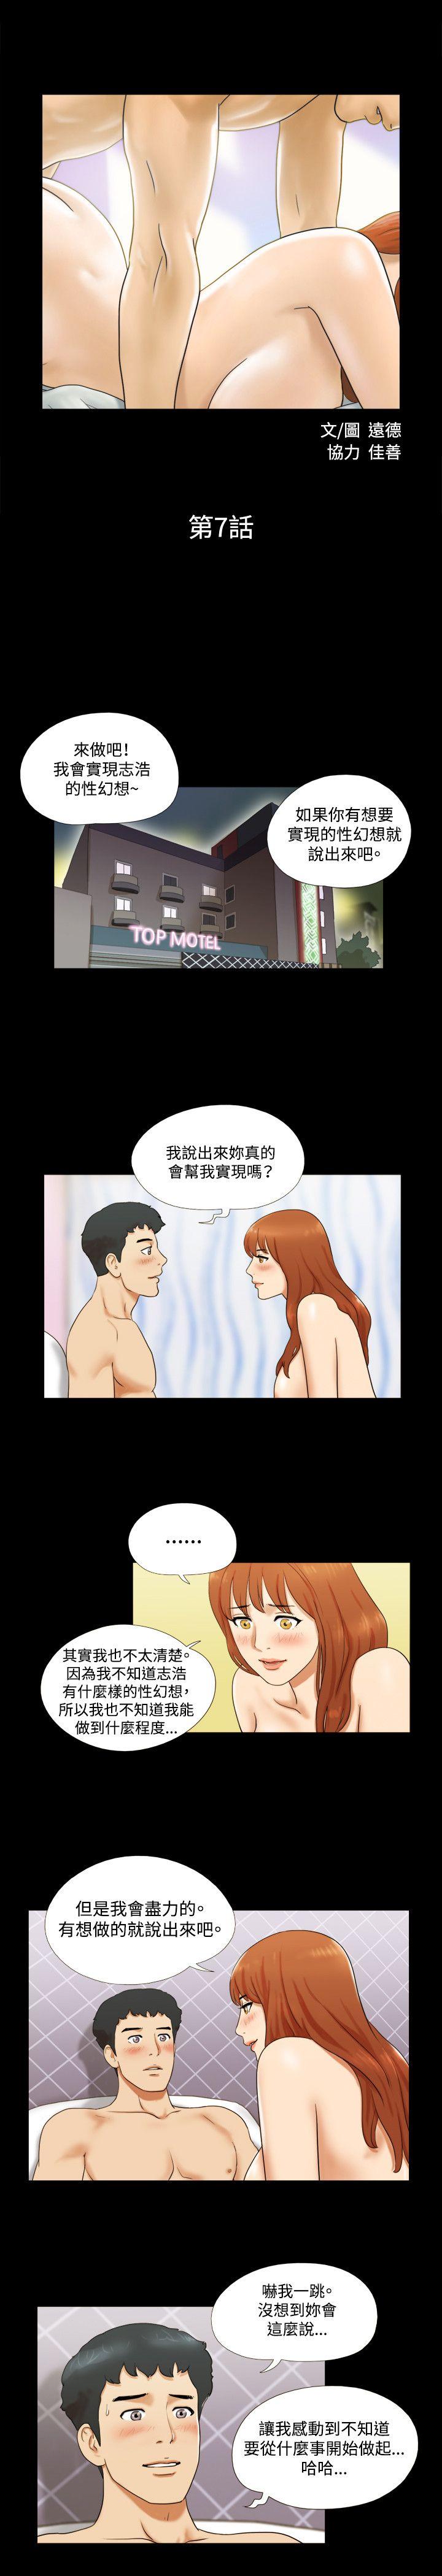 文/圖 遠德
協力 佳善
第7話
來做吧!
我會實現志浩
的性幻想~
如果你有想要
實現的性幻想就
說出來吧。
TOP MOTEL
我說出來妳真的
會幫我實現嗎?
......
其實我也不太清楚。
因為我不知道志浩
有什麼樣的性幻想,
所以我也不知道我能
做到什麼程度...
但是我會盡力的。
有想做的就說出來吧。
嚇我一跳。
沒想到妳會
這麼說...
讓我感動到不知道
要從什麼事開始做起...
哈哈...